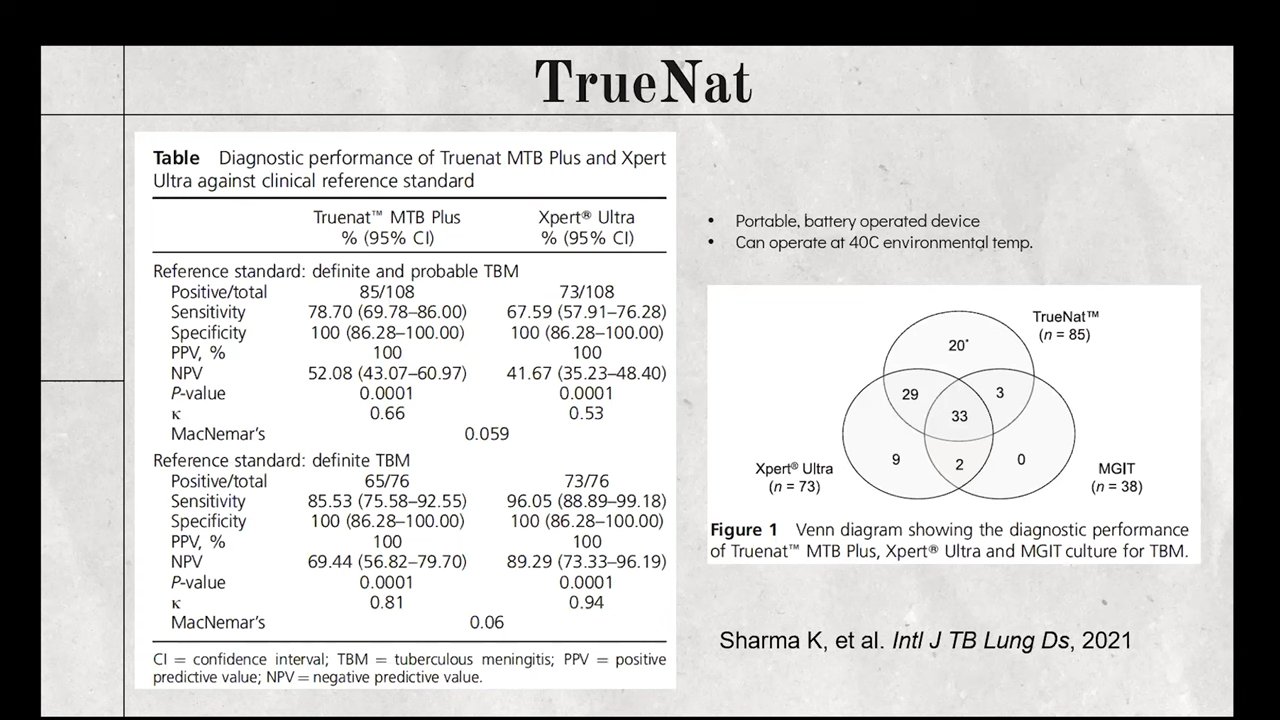 TrueNat
Table Diagnostic performance of Truenat MTB Plus and Xpert
Ultra against clinical reference standard
Truenat™ MTB Plus Xpert® Ultra
% (95% CI) % (95% CI)
Reference standard: definite and probable TBM
Positive/total 85/108 73/108
Sensitivity 78.70 (69.78–86.00) 67.59 (57.91–76.28)
Specificity 100 (86.28–100.00) 100 (86.28–100.00)
PPV, % 100 100
NPV 52.08 (43.07–60.97) 41.67 (35.23–48.40)
P-value 0.0001 0.0001
κ 0.66 0.53
MacNemar's 0.059
Reference standard: definite TBM
Positive/total 65/76 73/76
Sensitivity 85.53 (75.58–92.55) 96.05 (88.89–99.18)
Specificity 100 (86.28–100.00) 100 (86.28–100.00)
PPV, % 100 100
NPV 69.44 (56.82–79.70) 89.29 (73.33–96.19)
P-value 0.0001 0.0001
κ 0.81 0.94
MacNemar's 0.06
CI = confidence interval; TBM = tuberculous meningitis; PPV = positive
predictive value; NPV = negative predictive value.
• Portable, battery operated device
• Can operate at 40C environmental temp.
TrueNat™
(n = 85)
20*
29
3
33
9
2
0
Xpert® Ultra
(n = 73)
MGIT
(n = 38)
Figure 1 Venn diagram showing the diagnostic performance
of Truenat™ MTB Plus, Xpert® Ultra and MGIT culture for TBM.
Sharma K, et al. Intl J TB Lung Ds, 2021